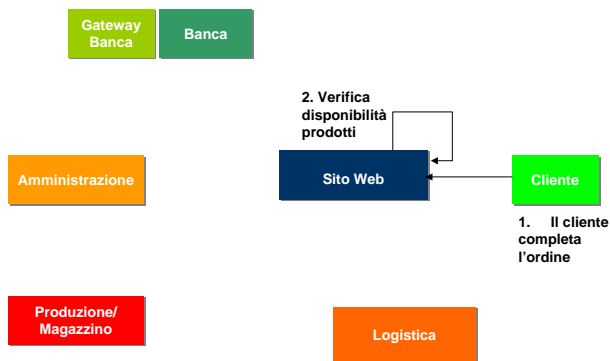 Gateway
Banca
Banca
2. Verifica
disponibilità
prodotti
Amministrazione
Sito Web
Cliente
1. Il cliente
completa
l'ordine
Produzione/
Magazzino
Logistica